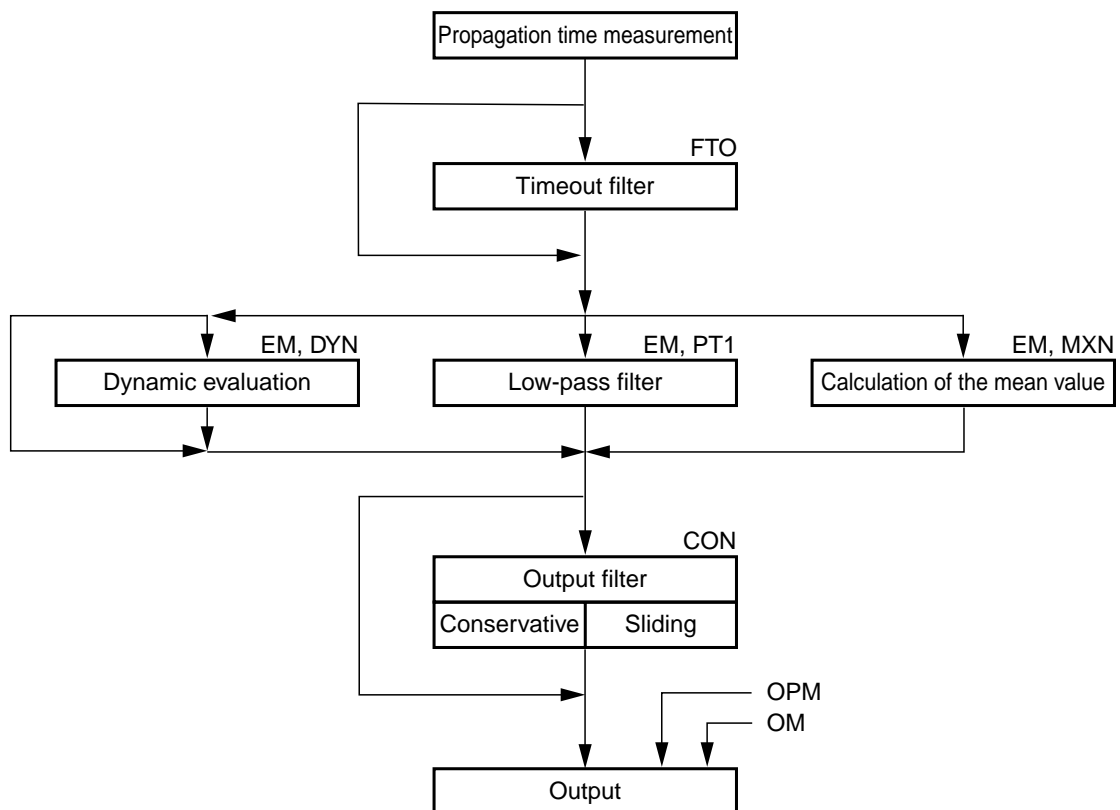 Propagation time measurement
FTO
Timeout filter
EM, DYN
Dynamic evaluation
EM, PT1
Low-pass filter
EM, MXN
Calculation of the mean value
CON
Output filter
Conservative
Sliding
OPM
OM
Output